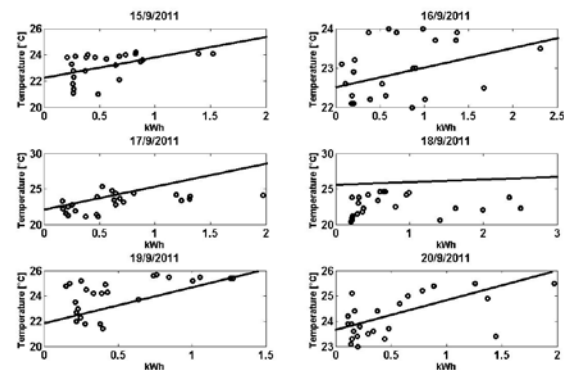 15/9/2011
16/9/2011
Temperature [°C]
26
24
22
20
0 0.5 1 1.5 2
kWh
Temperature [°C]
24
23
22
0 0.5 1 1.5 2 2.5
kWh
17/9/2011
18/9/2011
Temperature [°C]
30
25
20
0 0.5 1 1.5 2
kWh
Temperature [°C]
30
25
20
0 1 2 3
kWh
19/9/2011
20/9/2011
Temperature [°C]
26
24
22
20
0 0.5 1 1.5
kWh
Temperature [°C]
26
25
24
23
0 0.5 1 1.5 2
kWh